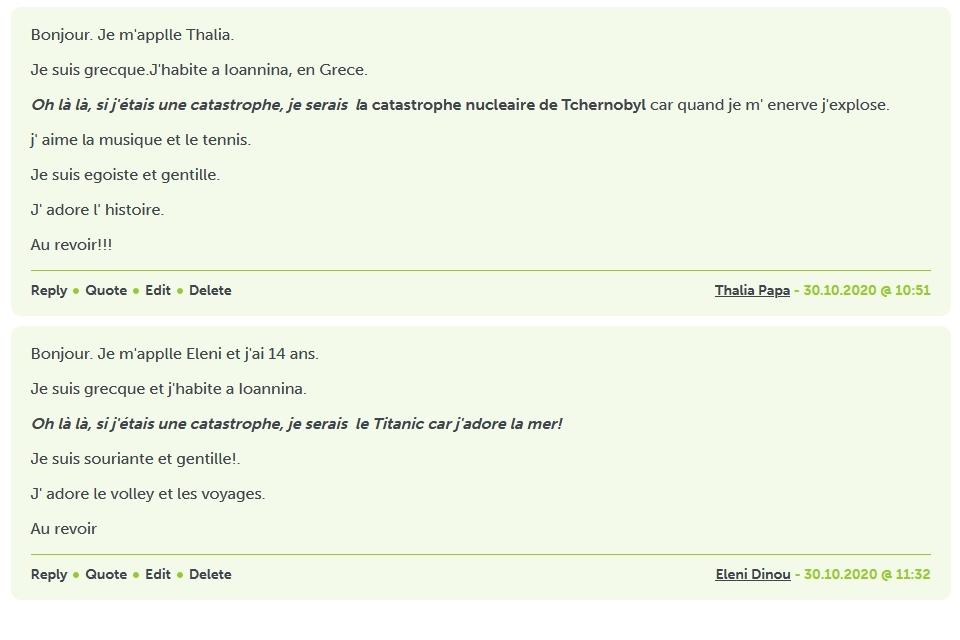 Bonjour. Je m'applle Thalia.
Je suis grecque.J'habite a Ioannina, en Grece.
Oh là là, si j'étais une catastrophe, je serais  la catastrophe nucleaire de Tchernobyl car quand je m' enerve j'explose.
j' aime la musique et le tennis.
Je suis egoiste et gentille.
J' adore l' histoire.
Au revoir!!!
Reply • Quote • Edit • Delete Thalia Papa - 30.10.2020 @ 10:51
Bonjour. Je m'applle Eleni et j'ai 14 ans.
Je suis grecque et j'habite a Ioannina.
Oh là là, si j'étais une catastrophe, je serais  le Titanic car j'adore la mer!
Je suis souriante et gentille!.
J' adore le volley et les voyages.
Au revoir
Reply • Quote • Edit • Delete Eleni Dinou - 30.10.2020 @ 11:32